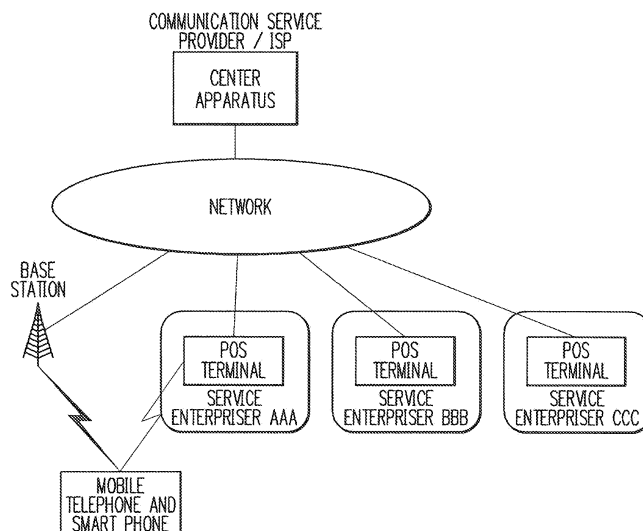 COMMUNICATION SERVICE
PROVIDER / ISP
CENTER
APPARATUS
NETWORK
BASE
STATION
POS
TERMINAL
SERVICE
ENTERPRISER AAA
POS
TERMINAL
SERVICE
ENTERPRISER BBB
POS
TERMINAL
SERVICE
ENTERPRISER CCC
MOBILE
TELEPHONE AND
SMART PHONE